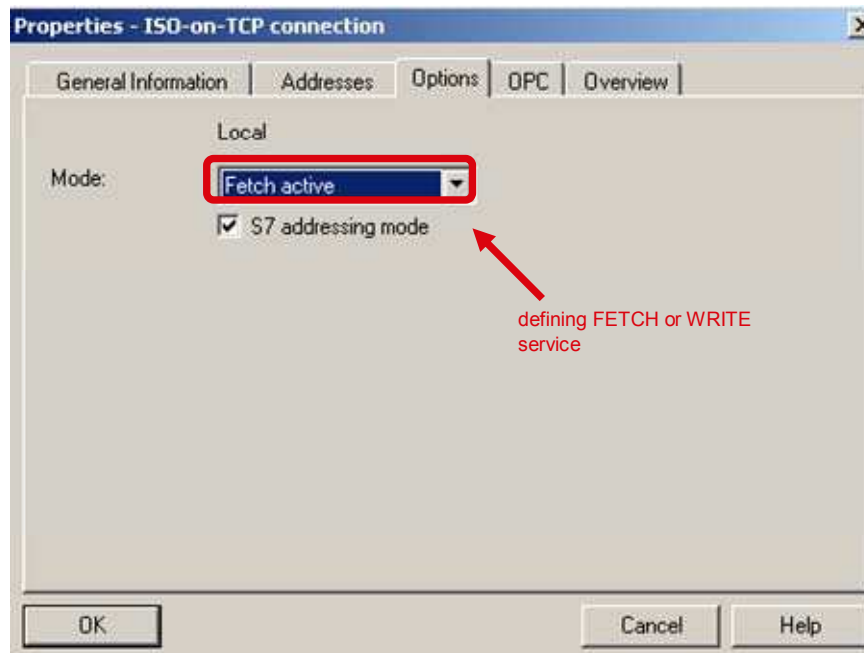 Properties - ISO-on-TCP connection
General Information
Addresses
Options
OPC
Overview
Local
Mode:
Fetch active
S7 addressing mode
defining FETCH or WRITE
service
OK
Cancel
Help